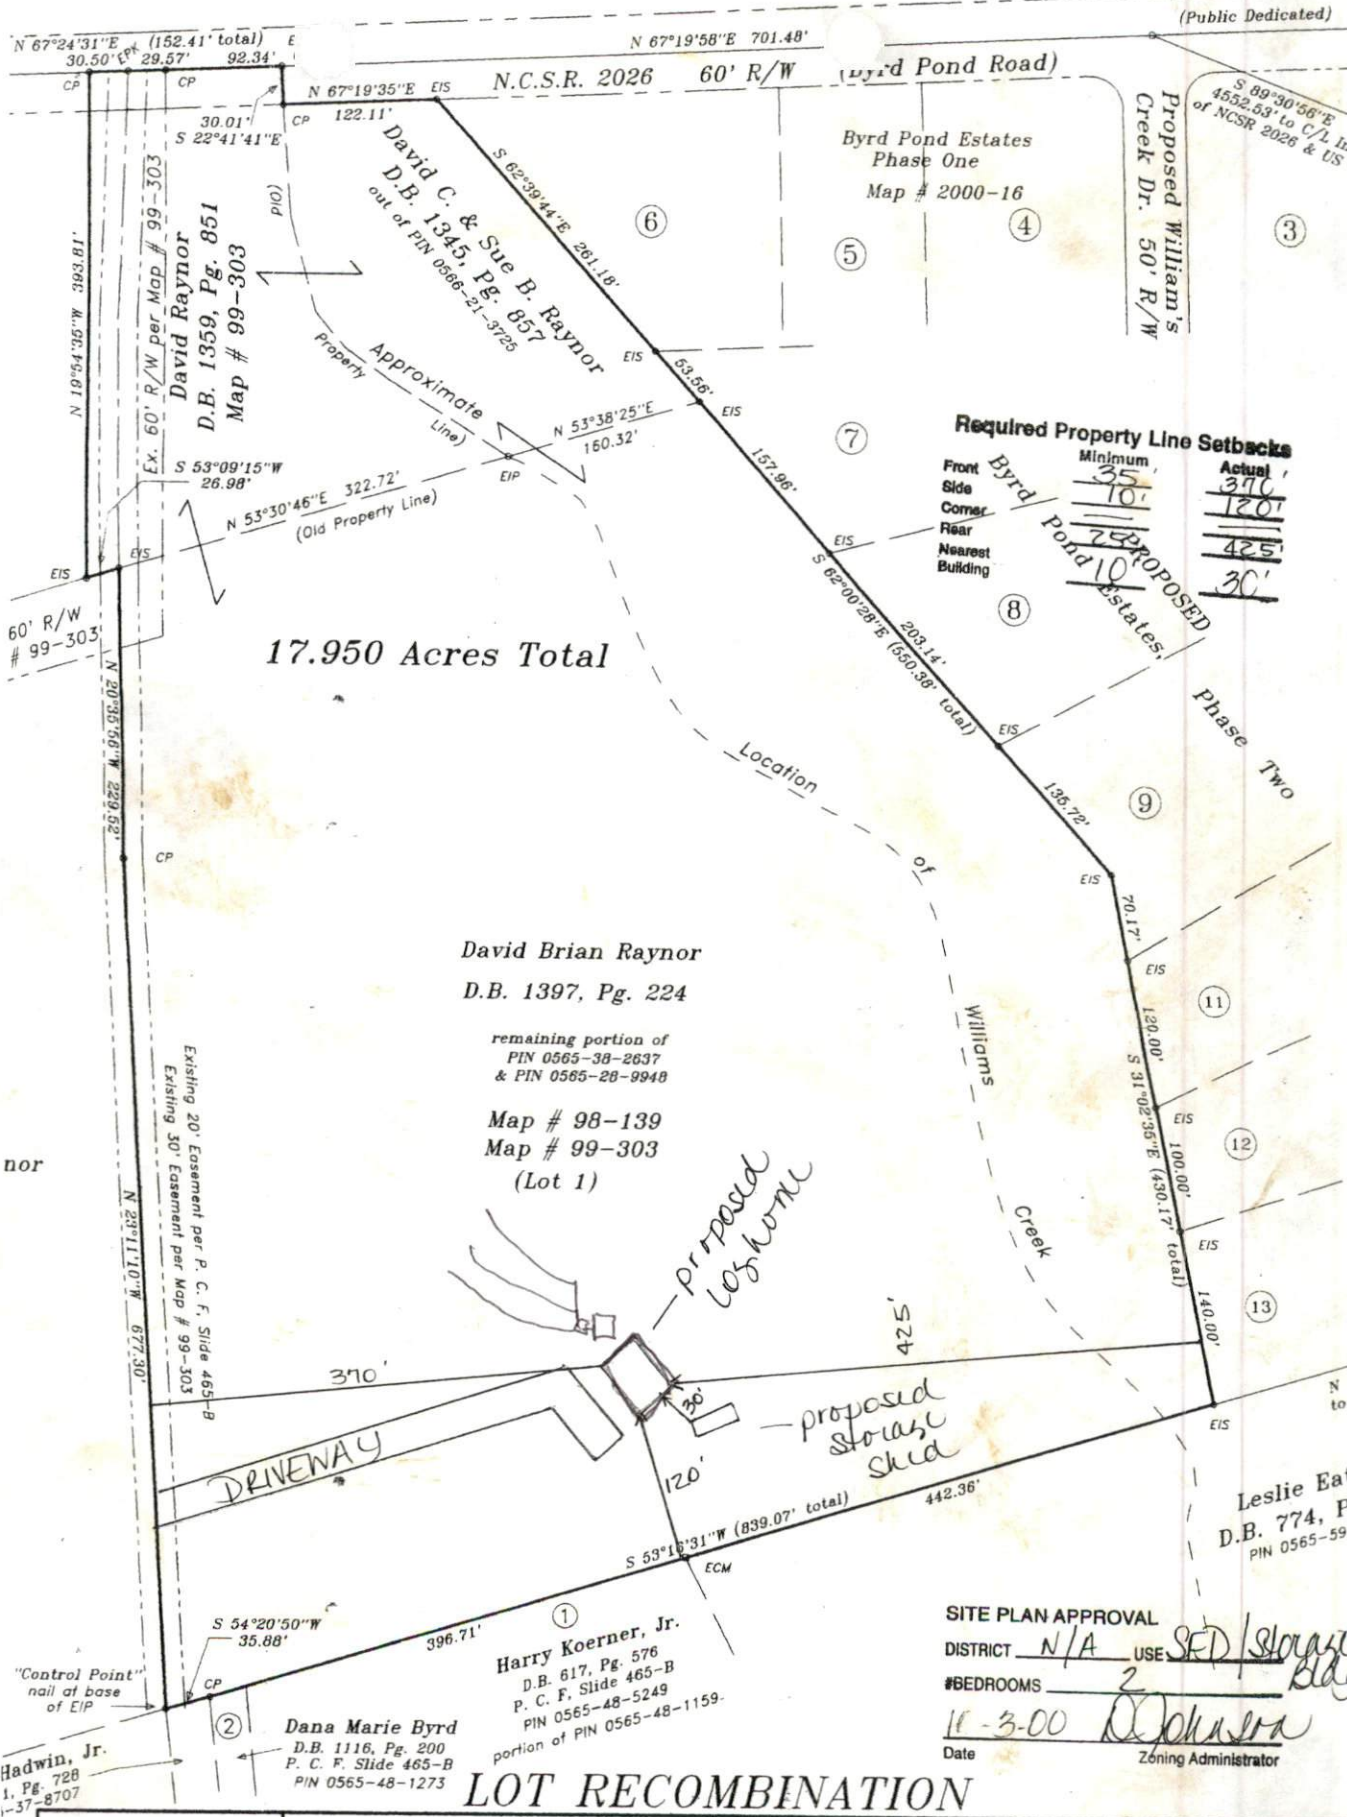 (Public Dedicated)
N 67°24'31"E (152.41' total)
30.50' EPK 29.57' 92.34'
CP CP
N 67°19'58"E 701.48'
N.C.S.R. 2026 60' R/W (Byrd Pond Road)
N 67°19'35"E EIS
CP 122.11'
30.01'
S 22°41'41"E
S 89°30'56"E
4552.53' to C/L
of NCSR 2026 & US
Proposed William's
Creek Dr. 50' R/W
Byrd Pond Estates
Phase One
Map # 2000-16
⑥
⑤
④
③
David C. & Sue B. Raynor
D.B. 1345, Pg. 857
out of PIN 0566-21-3725
S 62°39'44"E 261.18'
N 19°54'35"W 393.81'
Ex. 60' R/W per Map # 99-303
David Raynor
D.B. 1359, Pg. 851
Map # 99-303
(Old
Property
Line)
Approximate
EIS
53.56'
EIS
N 53°38'25"E
160.32'
EIP
S 53°09'15"W
26.98'
N 53°30'46"E 322.72'
(Old Property Line)
EIS
EIS
60' R/W
# 99-303
157.96'
⑦
EIS
Required Property Line Setbacks
Minimum Actual
Front 35'
Side 10' 120'
Corner
Rear 25' 425'
Nearest
Building 10' 30'
Byrd Pond Estates,
PROPOSED
Phase Two
⑧
S 62°00'28"E (550.38' total)
203.14'
EIS
17.950 Acres Total
N 20°35'56"W 229.52'
CP
Location
of
Williams
Creek
135.72'
⑨
EIS
70.17'
EIS
⑪
120.00'
S 31°02'35"E (430.17' total)
EIS
⑫
100.00'
EIS
⑬
140.00'
David Brian Raynor
D.B. 1397, Pg. 224
remaining portion of
PIN 0565-38-2637
& PIN 0565-28-9948
Map # 98-139
Map # 99-303
(Lot 1)
nor
Existing 20' Easement per P. C. F, Slide 465-B
Existing 30' Easement per Map # 99-303
N 23°11'10"W 677.30'
proposed
log home
370'
425'
30'
proposed
storage
shed
DRIVEWAY
120'
EIS
S 53°16'31"W (839.07' total)
442.36'
ECM
Leslie
D.B. 774,
PIN 0565-59
S 54°20'50"W
35.88'
396.71'
①
Harry Koerner, Jr.
D.B. 617, Pg. 576
P. C. F, Slide 465-B
PIN 0565-48-5249
portion of PIN 0565-48-1159
"Control Point"
nail at base
of EIP
CP
②
Dana Marie Byrd
D.B. 1116, Pg. 200
P. C. F. Slide 465-B
PIN 0565-48-1273
Hadwin, Jr.
1, Pg. 728
-37-8707
SITE PLAN APPROVAL
DISTRICT N/A USE SFD/Storage
Bldg
#BEDROOMS 2
-3-00 DJohnson
Date Zoning Administrator
LOT RECOMBINATION